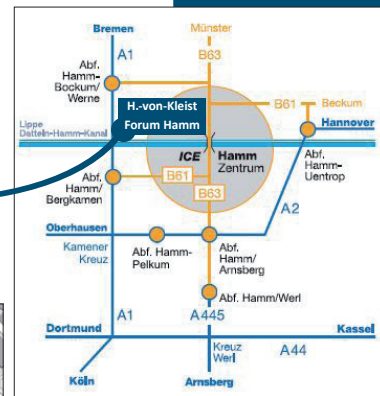 Bremen
Münster
A1
B63
Abf.
Hamm-
Bockum/
Werne
H.-von-Kleist
Forum Hamm
B61
Beckum
Lippe
Datteln-Hamm-Kanal
Hannover
ICE
Hamm
Zentrum
Abf.
Hamm-
Uentrop
Abf.
Hamm/
Bergkamen
B61
B63
A2
Oberhausen
Kamener
Kreuz
Abf. Hamm-
Pelkum
Abf.
Hamm/
Arnsberg
Abf. Hamm/Werl
Dortmund
A1
A445
Kassel
Kreuz
Werl
A44
Köln
Arnsberg